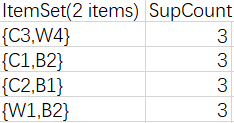 ItemSet(2 items) SupCount
{C3,W4} 3
{C1,B2} 3
{C2,B1} 3
{W1,B2} 3